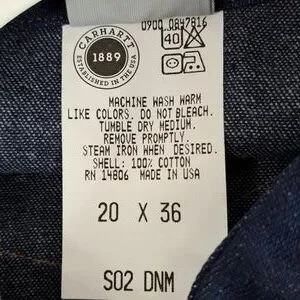 0900 0847816
CARHARTT
1889
ESTABLISHED IN THE USA
40
MACHINE WASH WARM
LIKE COLORS. DO NOT BLEACH.
TUMBLE DRY MEDIUM.
REMOVE PROMPTLY.
STEAM IRON WHEN DESIRED.
SHELL: 100% COTTON
RN 14806 MADE IN USA
20 X 36
S02 DNM